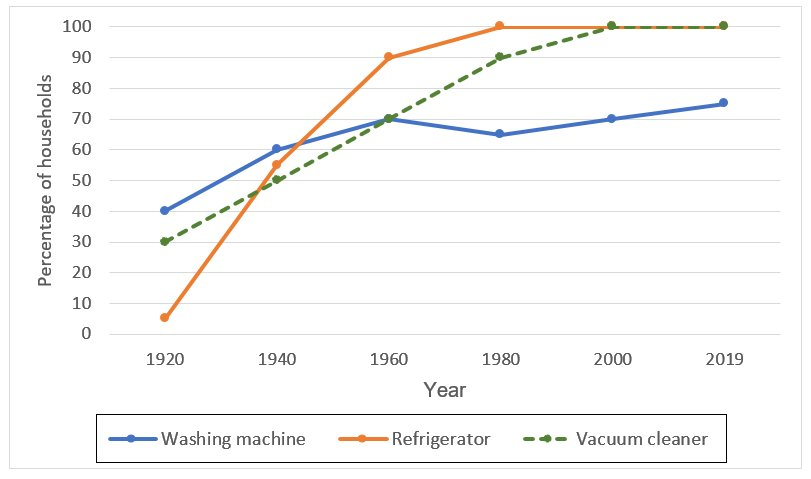 100
90
80
70
60
50
40
30
20
10
0
Percentage of households
1920 1940 1960 1980 2000 2019
Year
Washing machine Refrigerator Vacuum cleaner